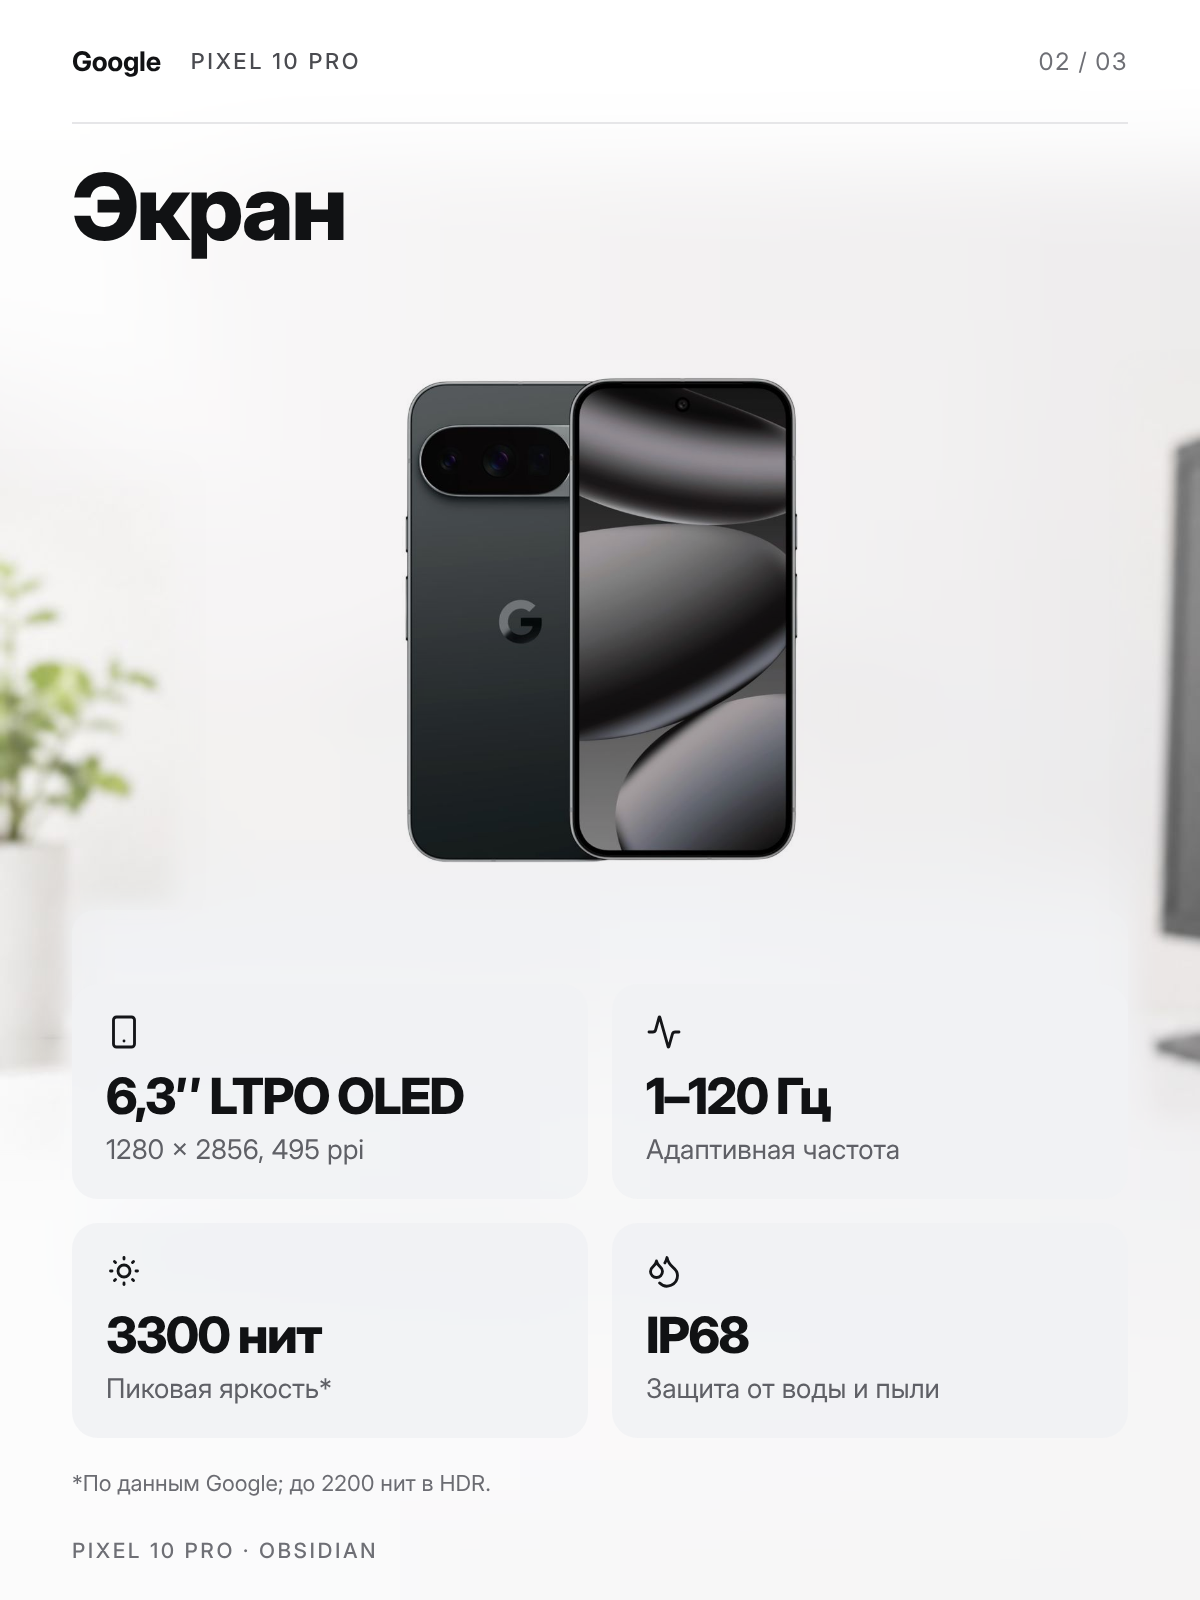 Google PIXEL 10 PRO 02 / 03
Экран
6,3″ LTPO OLED
1280 × 2856, 495 ppi
1–120 Гц
Адаптивная частота
3300 нит
Пиковая яркость*
IP68
Защита от воды и пыли
*По данным Google; до 2200 нит в HDR.
PIXEL 10 PRO · OBSIDIAN